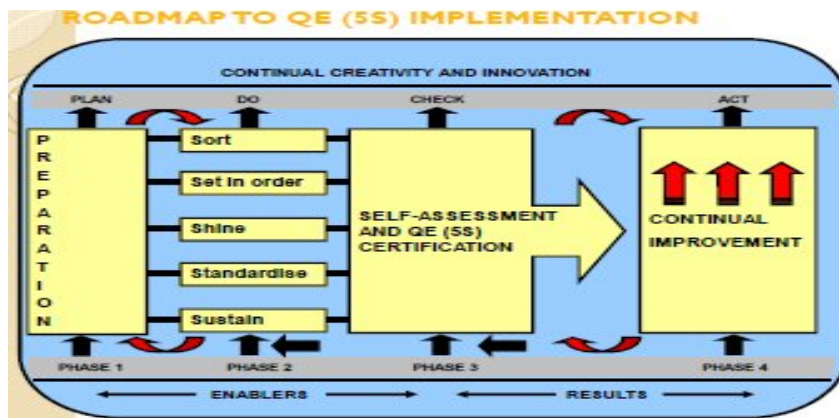 ROADMAP TO QE (5S) IMPLEMENTATION
CONTINUAL CREATIVITY AND INNOVATION
PLAN DO CHECK ACT
PREPARATION
Sort
Set in order
Shine
Standardise
Sustain
SELF-ASSESSMENT
AND QE (5S)
CERTIFICATION
CONTINUAL
IMPROVEMENT
PHASE 1 PHASE 2 PHASE 3 PHASE 4
ENABLERS RESULTS